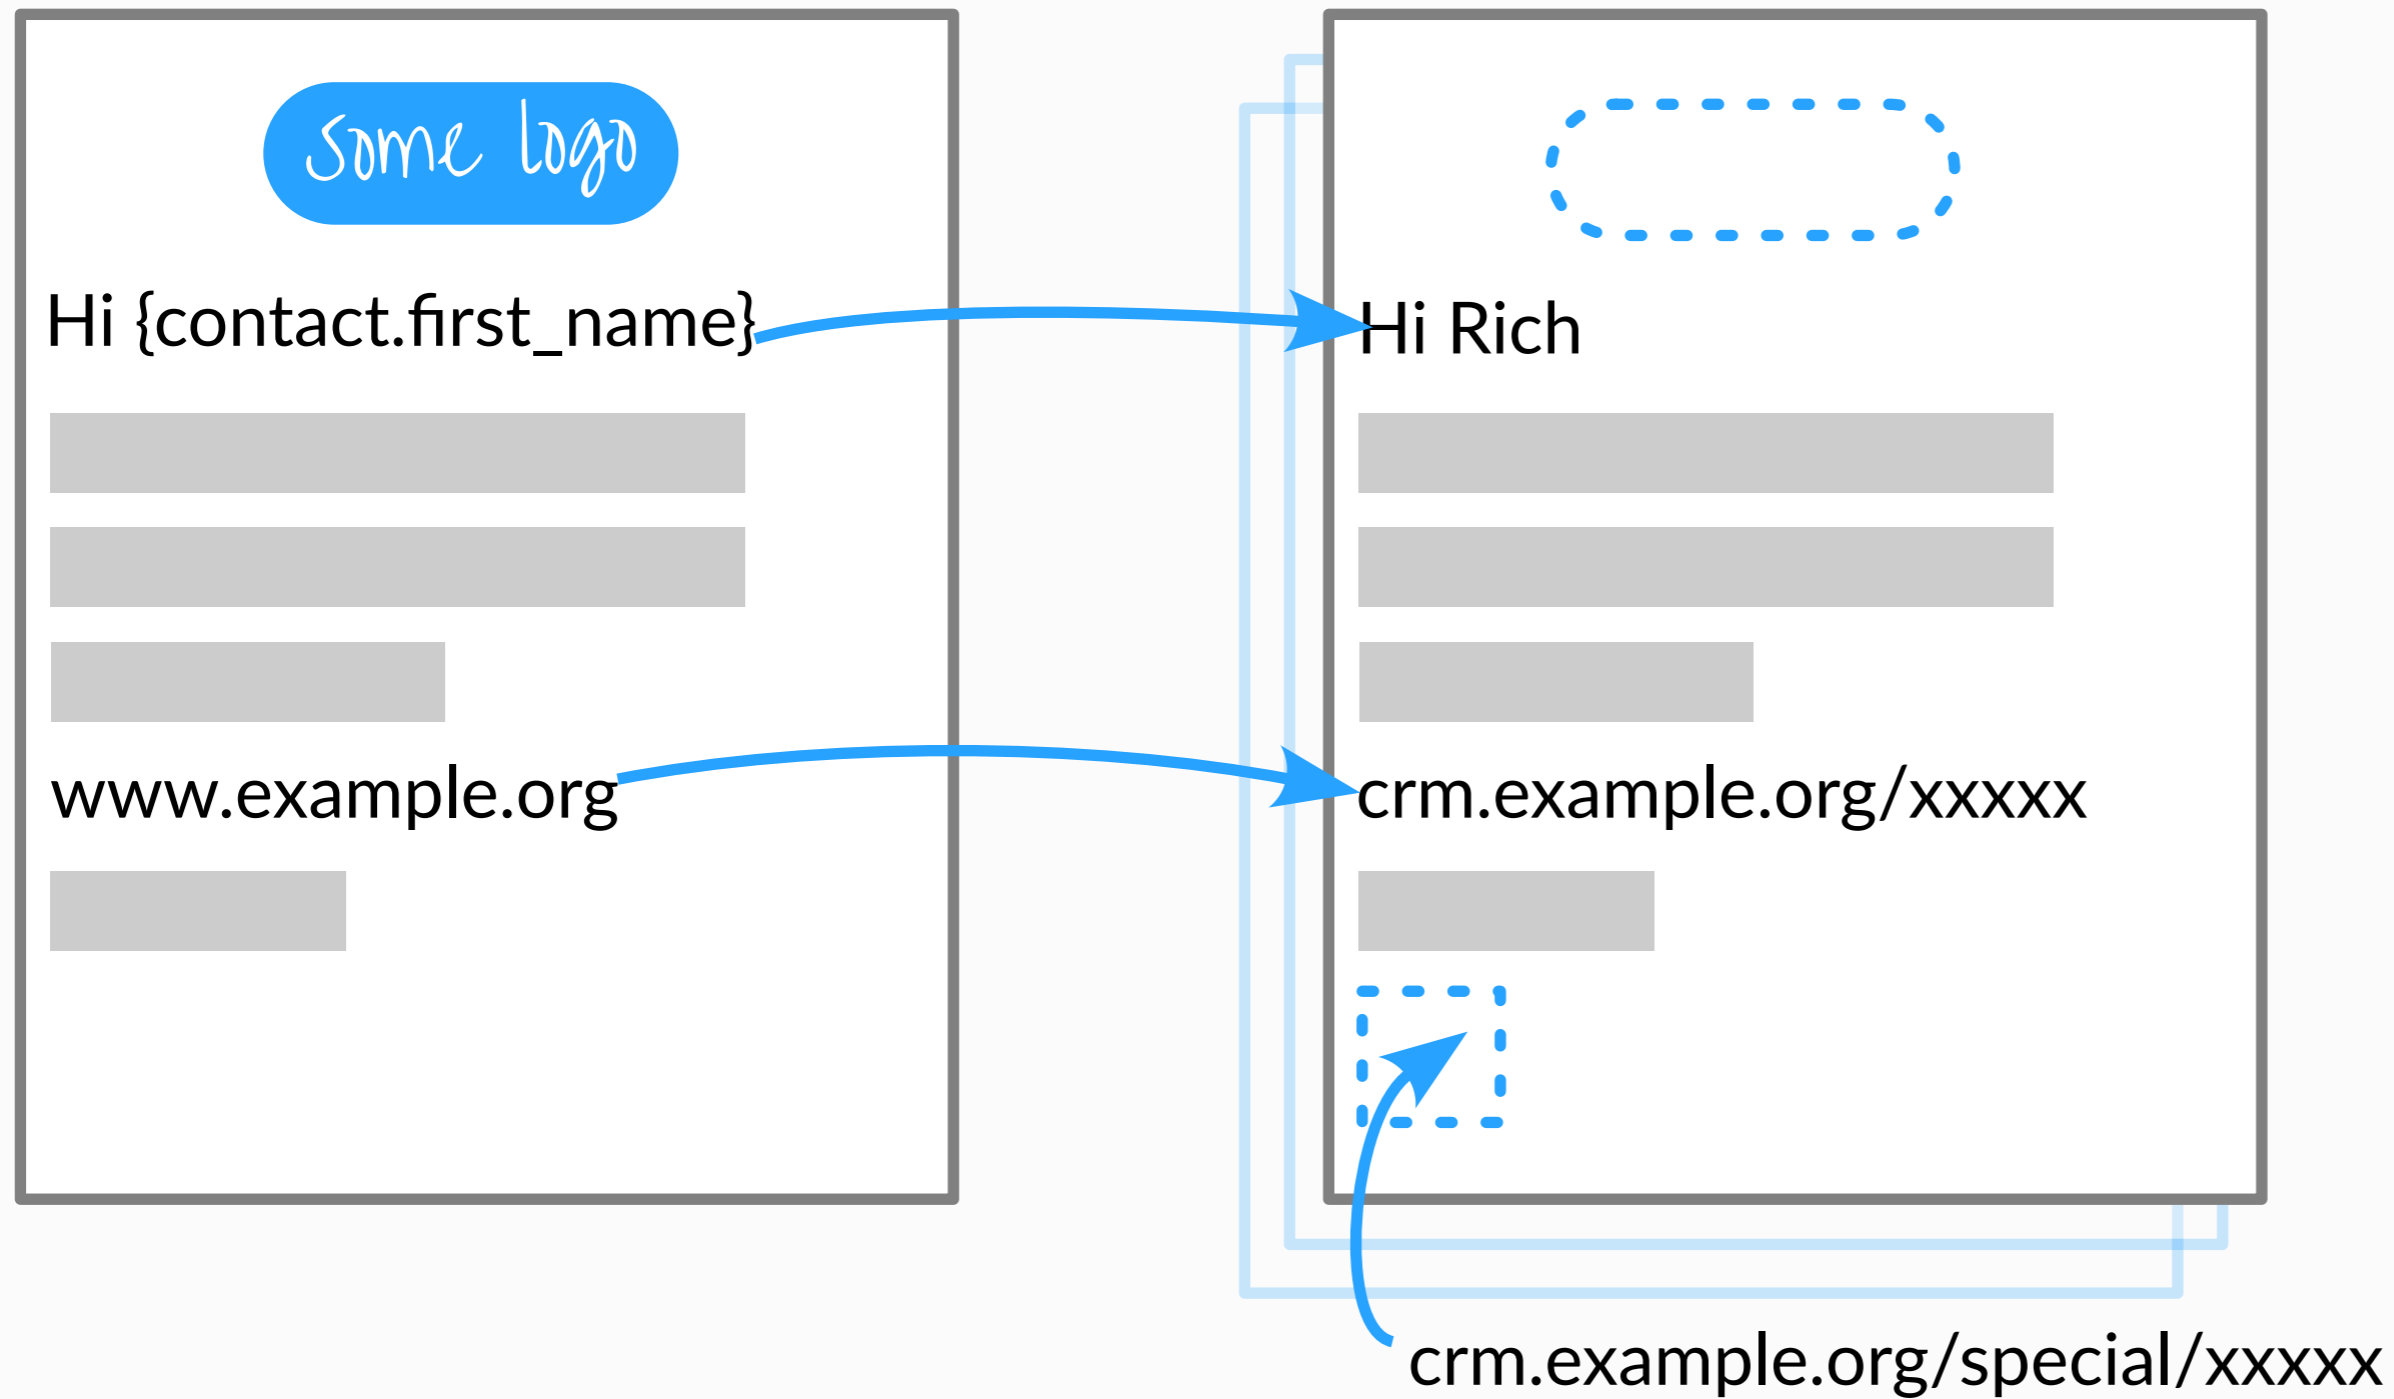 some logo
Hi {contact.first_name}
www.example.org
Hi Rich
crm.example.org/xxxxx
crm.example.org/special/xxxxx